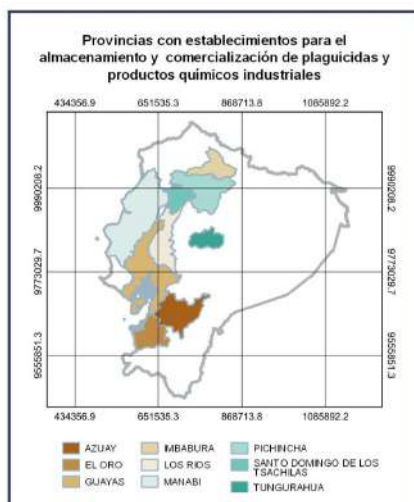 Provincias con establecimientos para el
almacenamiento y comercialización de plaguicidas y
productos químicos industriales
434356.9 651535.3 868713.8 1085892.2
9990208.2 9990208.2
9773029.7 9773029.7
9555851.3 9555851.3
434356.9 651535.3 868713.8 1085892.2
AZUAY IMBABURA PICHINCHA
EL ORO LOS RIOS SANTO DOMINGO DE LOS
TSACHILAS
GUAYAS MANABI TUNGURAHUA